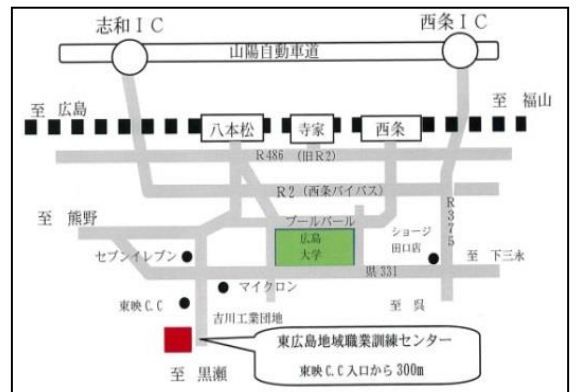 志和IC
西条IC
山陽自動車道
至 広島
至 福山
八本松
寺家
西条
R486 (旧R2)
R2 (西条バイパス)
R375
至 熊野
ブールバール
広島
大学
ショージ
田口店
セブンイレブン
至 下三永
県331
マイクロン
東映C.C
吉川工業団地
至 呉
東広島地域職業訓練センター
東映C.C入口から300m
至 黒瀬